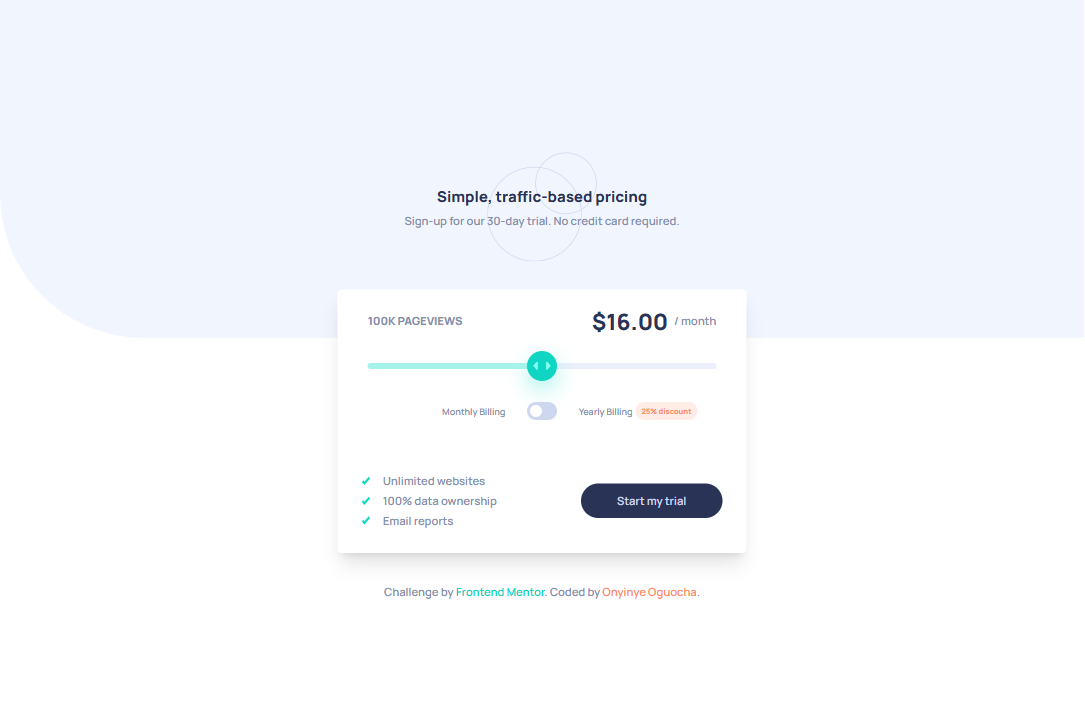 Simple, traffic-based pricing
Sign-up for our 30-day trial. No credit card required.
100K PAGEVIEWS
$16.00 / month
Monthly Billing
Yearly Billing 25% discount
Unlimited websites
100% data ownership
Email reports
Start my trial
Challenge by Frontend Mentor. Coded by Onyinye Oguocha.